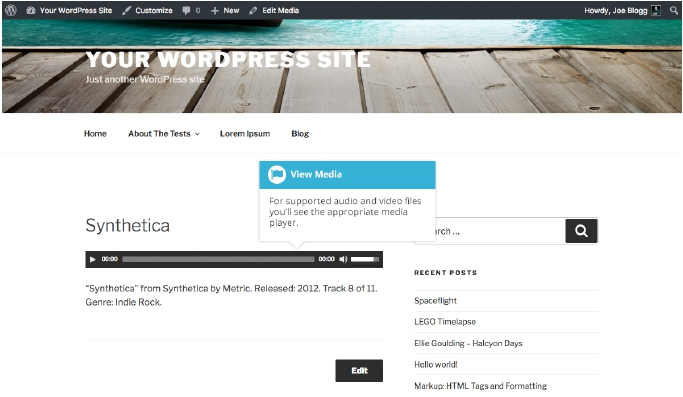 Your WordPress Site Customize 0 New Edit Media Howdy, Joe Blogg
YOUR WORDPRESS SITE
Just another WordPress site
Home About The Tests Lorem Ipsum Blog
View Media
For supported audio and video files
you'll see the appropriate media
player.
Synthetica
00:00 00:00
"Synthetica" from Synthetica by Metric. Released: 2012. Track 8 of 11.
Genre: Indie Rock.
Edit
rch ...
RECENT POSTS
Spaceflight
LEGO Timelapse
Ellie Goulding – Halcyon Days
Hello world!
Markup: HTML Tags and Formatting